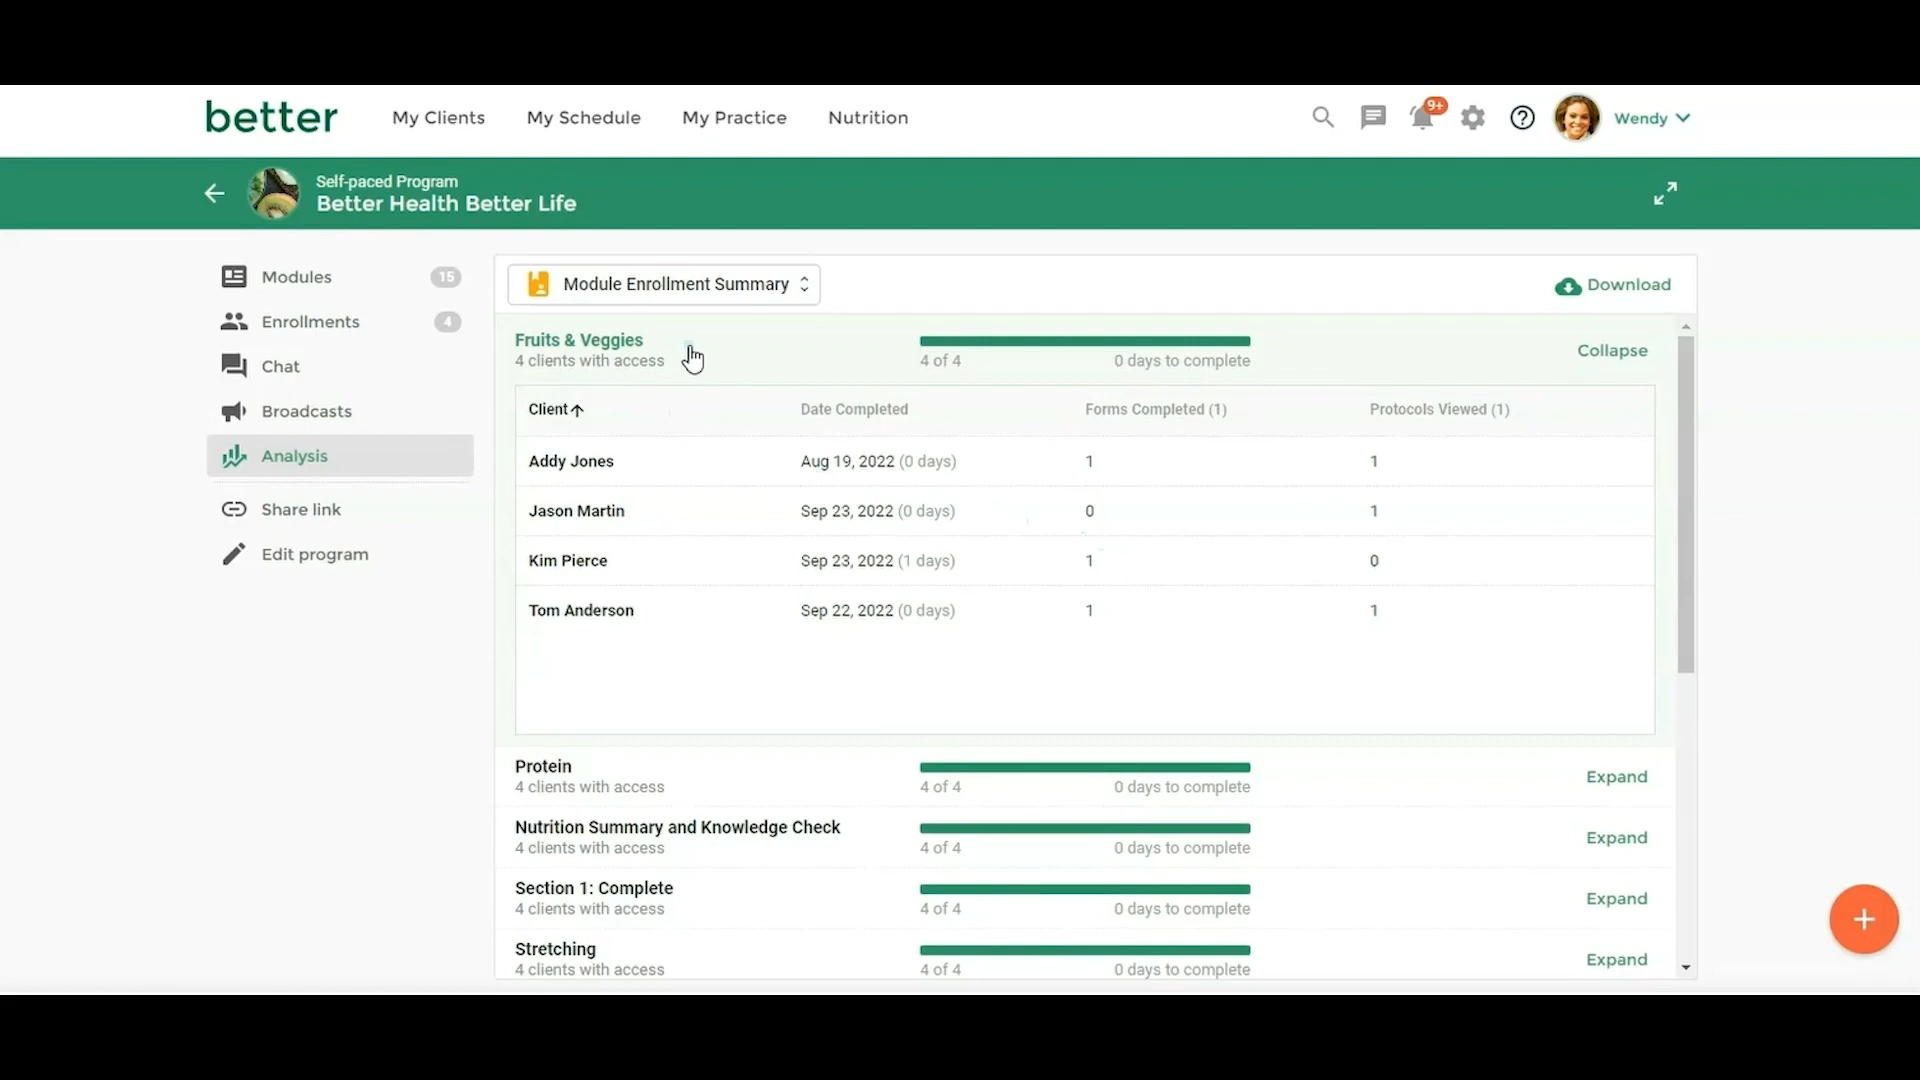 better
My Clients
My Schedule
My Practice
Nutrition
9+
Wendy
Self-paced Program
Better Health Better Life
Modules 15
Enrollments 4
Chat
Broadcasts
Analysis
Share link
Edit program
Module Enrollment Summary
Download
Fruits & Veggies
4 clients with access
4 of 4 0 days to complete
Collapse
Client Date Completed Forms Completed (1) Protocols Viewed (1)
Addy Jones Aug 19, 2022 (0 days) 1 1
Jason Martin Sep 23, 2022 (0 days) 0 1
Kim Pierce Sep 23, 2022 (1 days) 1 0
Tom Anderson Sep 22, 2022 (0 days) 1 1
Protein
4 clients with access
4 of 4 0 days to complete
Expand
Nutrition Summary and Knowledge Check
4 clients with access
4 of 4 0 days to complete
Expand
Section 1: Complete
4 clients with access
4 of 4 0 days to complete
Expand
Stretching
4 clients with access
4 of 4 0 days to complete
Expand